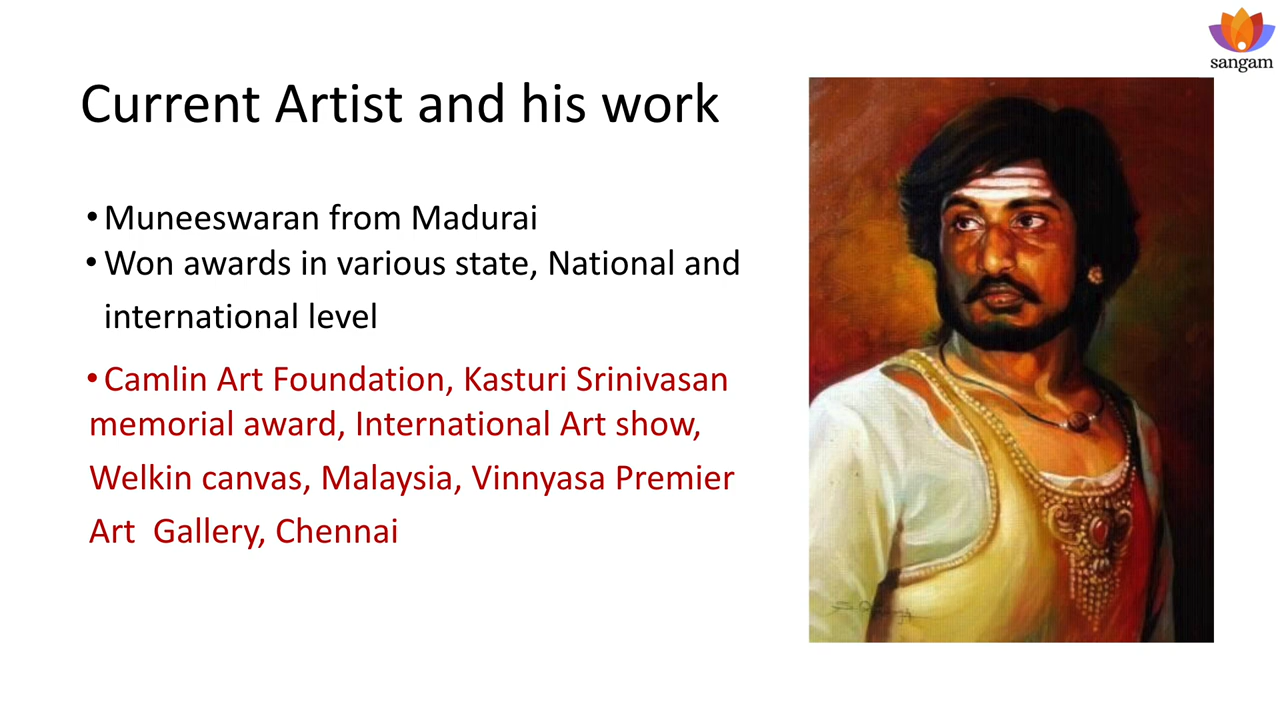 sangam
Current Artist and his work
• Muneeswaran from Madurai
• Won awards in various state, National and
international level
• Camlin Art Foundation, Kasturi Srinivasan
memorial award, International Art show,
Welkin canvas, Malaysia, Vinnyasa Premier
Art  Gallery, Chennai